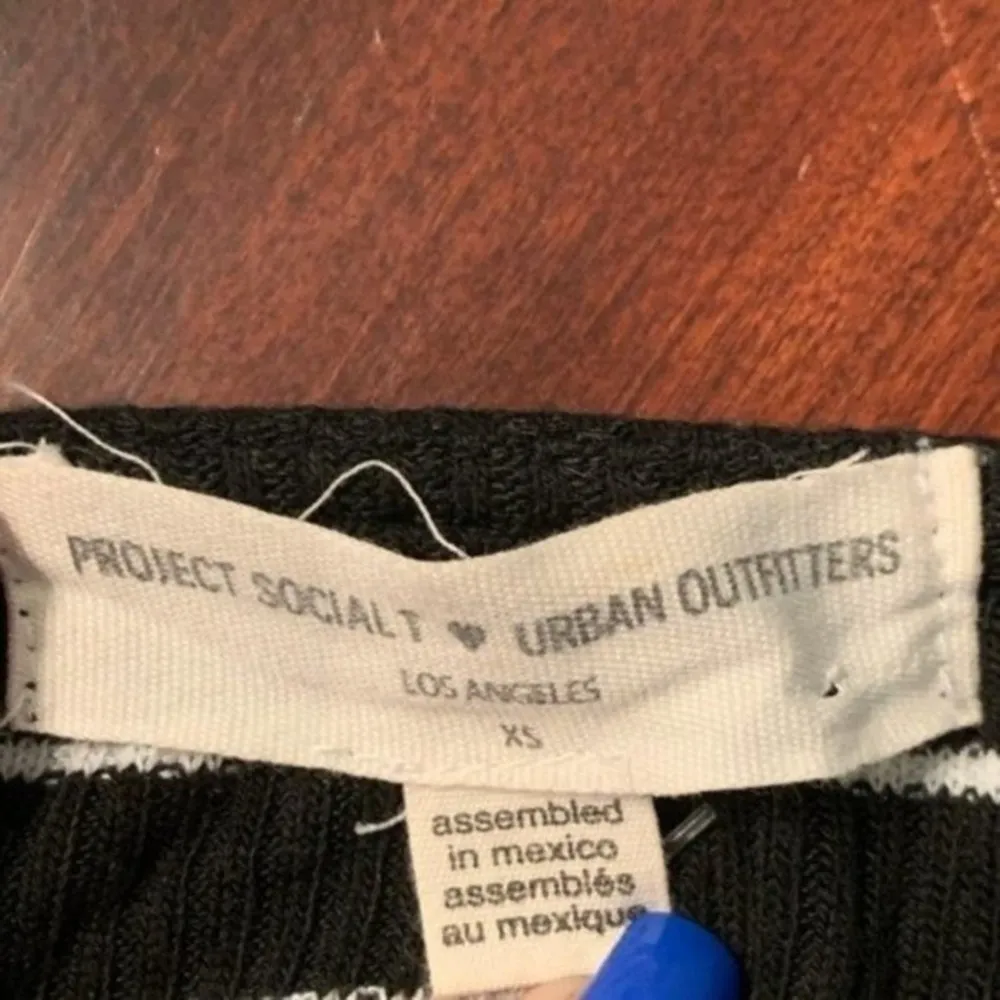 PROJECT SOCIAL T ♥ URBAN OUTFITTERS
LOS ANGELES
XS
assembled
in mexico
assemblés
au mexique